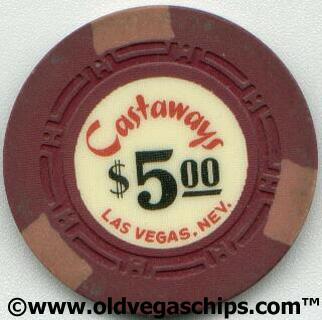 Castaways
$5.00
LAS VEGAS, NEV.
©www.oldvegaschips.com™